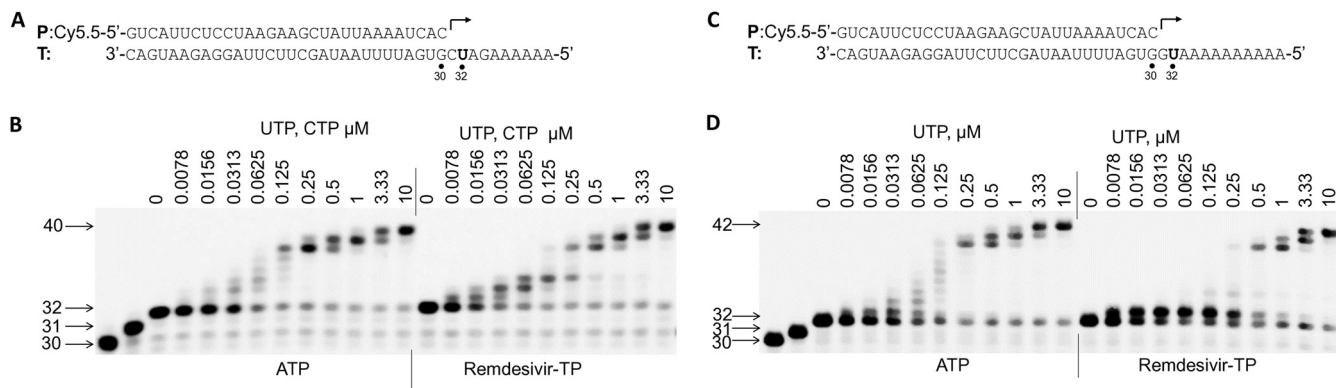 A
P:Cy5.5-5’-GUCAUUCUCCUAAGAAGCUAUUAAAAUCAC
T: 3’-CAGUAAGAGGAUUCUUCGAUAAUUUUAGUGCUAGAAAAAA-5’
30 32
B
UTP, CTP µM UTP, CTP µM
0 0.0078 0.0156 0.0313 0.0625 0.125 0.25 0.5 1 3.33 10 0 0.0078 0.0156 0.0313 0.0625 0.125 0.25 0.5 1 3.33 10
40
32
31
30
ATP Remdesivir-TP
C
P:Cy5.5-5’-GUCAUUCUCCUAAGAAGCUAUUAAAAUCAC
T: 3’-CAGUAAGAGGAUUCUUCGAUAAUUUUAGUGGUAAAAAAAAAA-5’
30 32
D
UTP, µM UTP, µM
0 0.0078 0.0156 0.0313 0.0625 0.125 0.25 0.5 1 3.33 10 0 0.0078 0.0156 0.0313 0.0625 0.125 0.25 0.5 1 3.33 10
42
32
31
30
ATP Remdesivir-TP